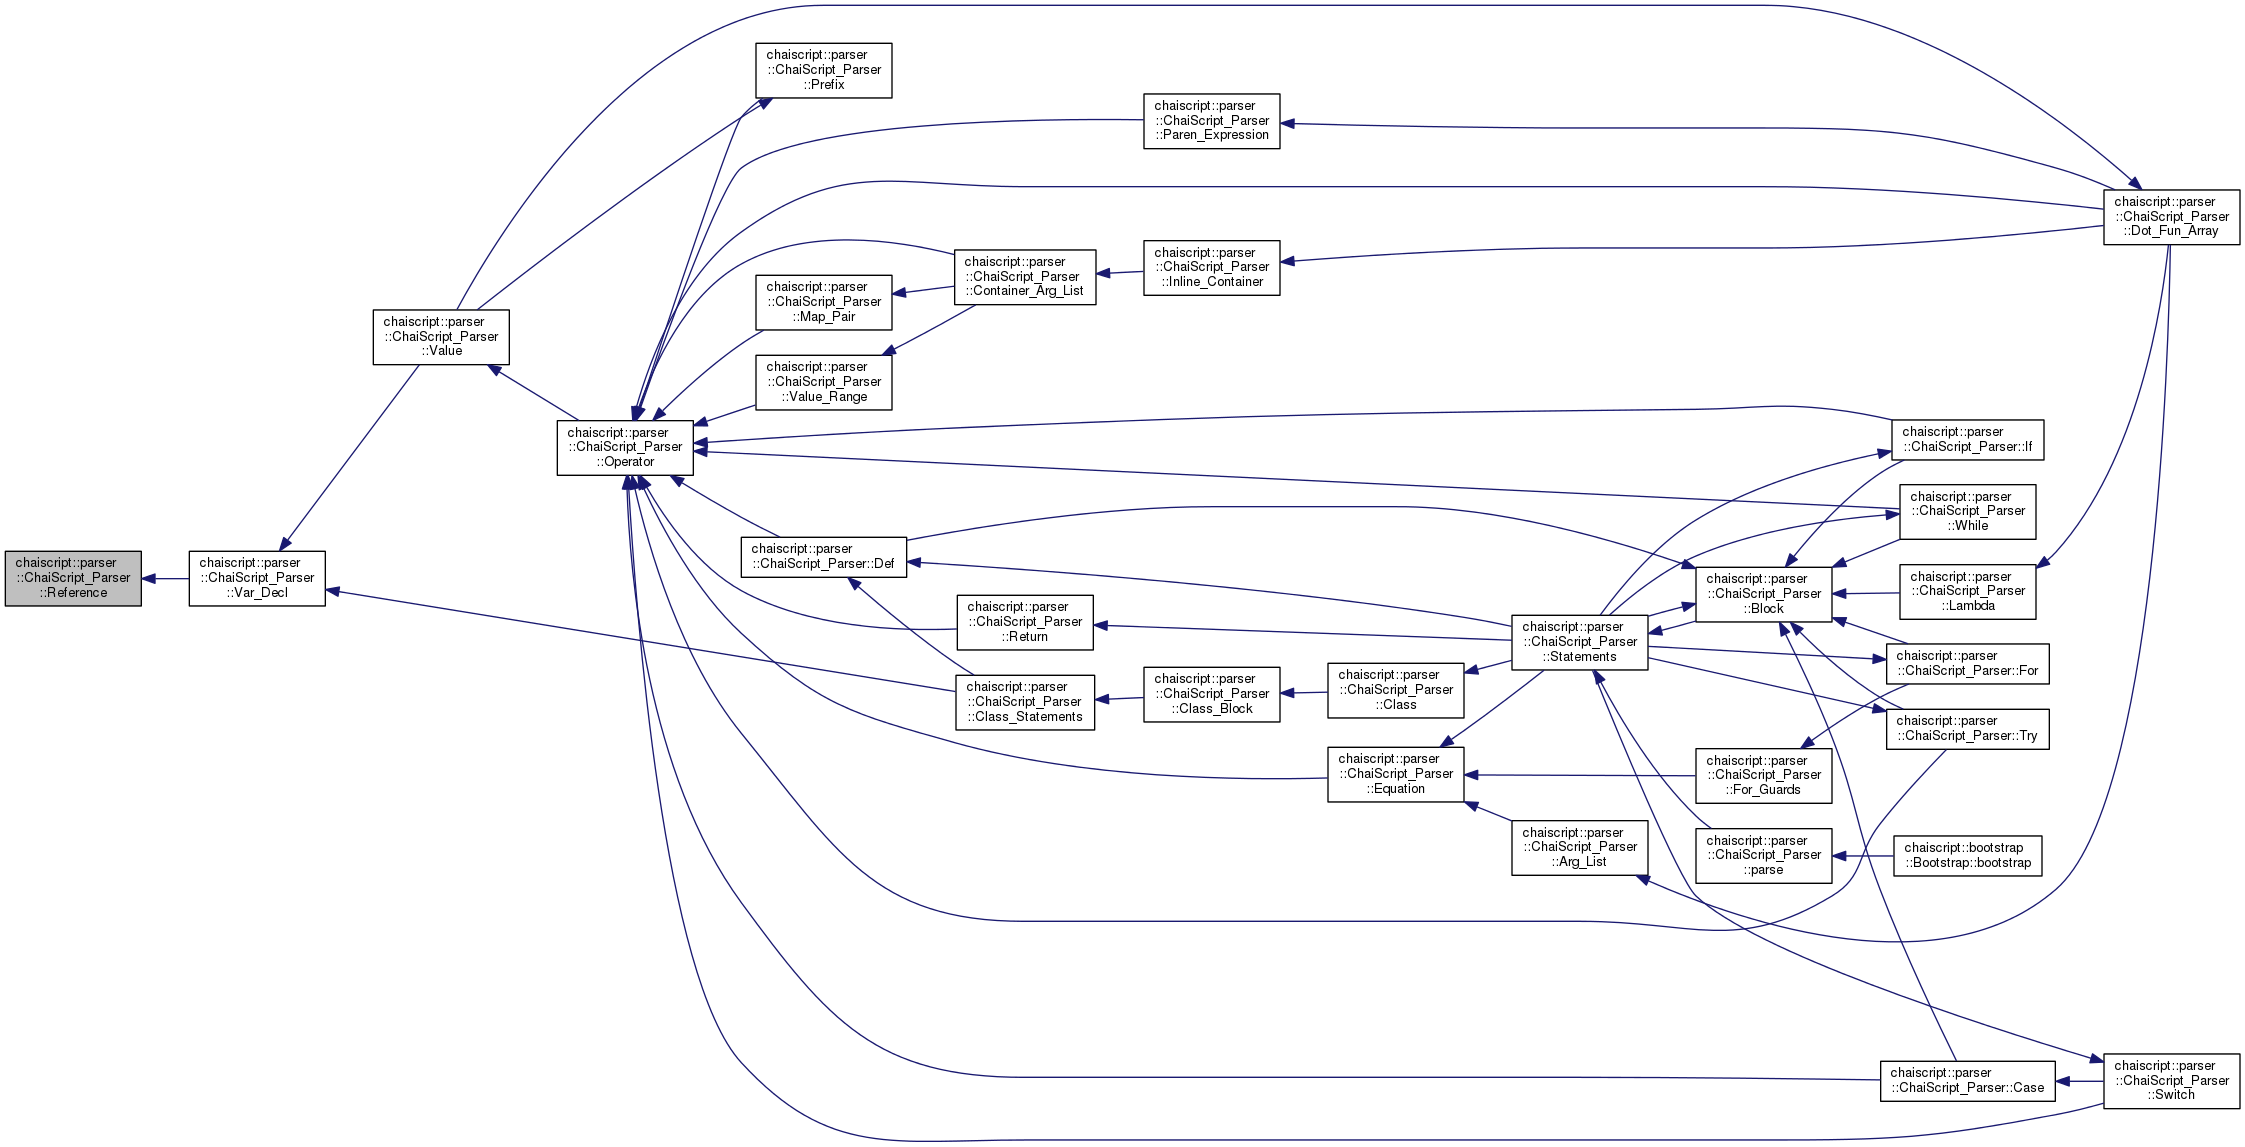 chaiscript::parser
::ChaiScript_Parser
::Reference
chaiscript::parser
::ChaiScript_Parser
::Var_Decl
chaiscript::parser
::ChaiScript_Parser
::Value
chaiscript::parser
::ChaiScript_Parser
::Operator
chaiscript::parser
::ChaiScript_Parser
::Prefix
chaiscript::parser
::ChaiScript_Parser
::Map_Pair
chaiscript::parser
::ChaiScript_Parser
::Value_Range
chaiscript::parser
::ChaiScript_Parser::Def
chaiscript::parser
::ChaiScript_Parser
::Container_Arg_List
chaiscript::parser
::ChaiScript_Parser
::Return
chaiscript::parser
::ChaiScript_Parser
::Class_Statements
chaiscript::parser
::ChaiScript_Parser
::Paren_Expression
chaiscript::parser
::ChaiScript_Parser
::Inline_Container
chaiscript::parser
::ChaiScript_Parser
::Class_Block
chaiscript::parser
::ChaiScript_Parser
::Class
chaiscript::parser
::ChaiScript_Parser
::Equation
chaiscript::parser
::ChaiScript_Parser
::Statements
chaiscript::parser
::ChaiScript_Parser
::Arg_List
chaiscript::parser
::ChaiScript_Parser
::Block
chaiscript::parser
::ChaiScript_Parser
::For_Guards
chaiscript::parser
::ChaiScript_Parser
::parse
chaiscript::parser
::ChaiScript_Parser::If
chaiscript::parser
::ChaiScript_Parser
::While
chaiscript::parser
::ChaiScript_Parser
::Lambda
chaiscript::parser
::ChaiScript_Parser::For
chaiscript::parser
::ChaiScript_Parser::Try
chaiscript::bootstrap
::Bootstrap::bootstrap
chaiscript::parser
::ChaiScript_Parser::Case
chaiscript::parser
::ChaiScript_Parser
::Dot_Fun_Array
chaiscript::parser
::ChaiScript_Parser
::Switch